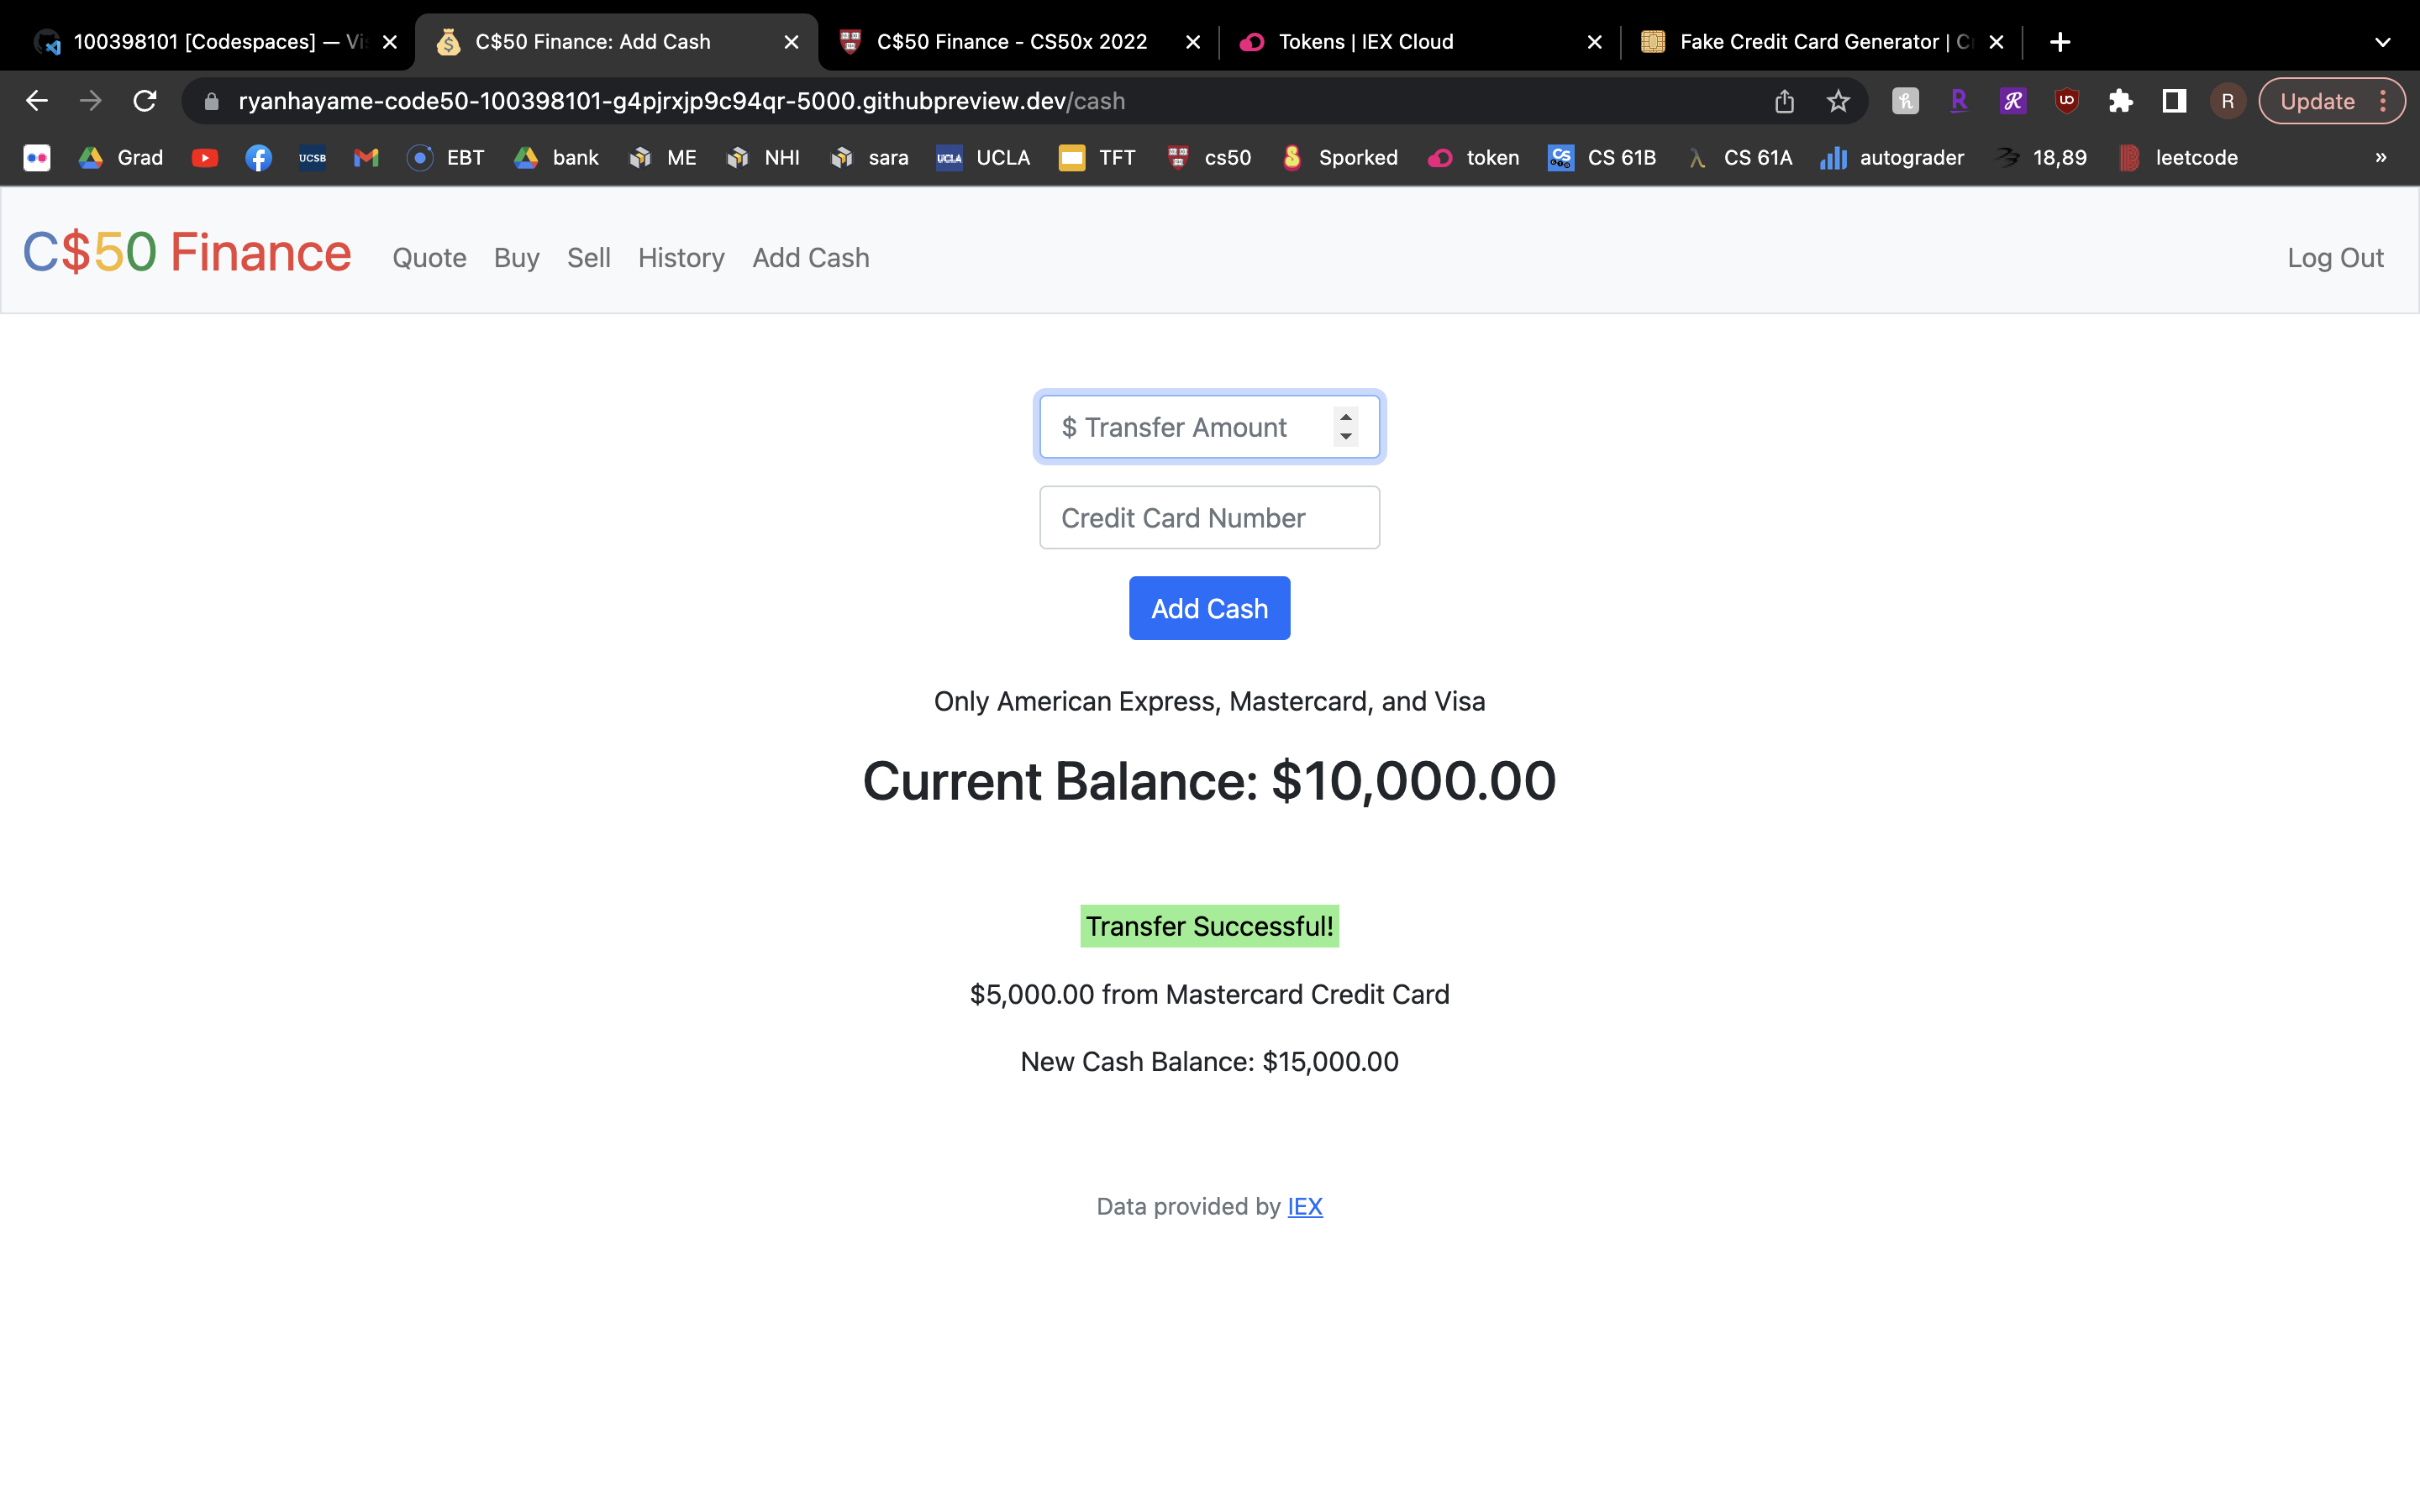 100398101 [Codespaces] — Vi
C$50 Finance: Add Cash
C$50 Finance - CS50x 2022
Tokens | IEX Cloud
Fake Credit Card Generator | C
ryanhayame-code50-100398101-g4pjrxjp9c94qr-5000.githubpreview.dev/cash
R
Update
Grad
UCSB
EBT
bank
ME
NHI
sara
UCLA UCLA
TFT
cs50
Sporked
token
CS CS 61B
CS 61A
autograder
18,89
leetcode
»
C$50 Finance Quote Buy Sell History Add Cash Log Out
$ Transfer Amount
Credit Card Number
Add Cash
Only American Express, Mastercard, and Visa
Current Balance: $10,000.00
Transfer Successful!
$5,000.00 from Mastercard Credit Card
New Cash Balance: $15,000.00
Data provided by IEX